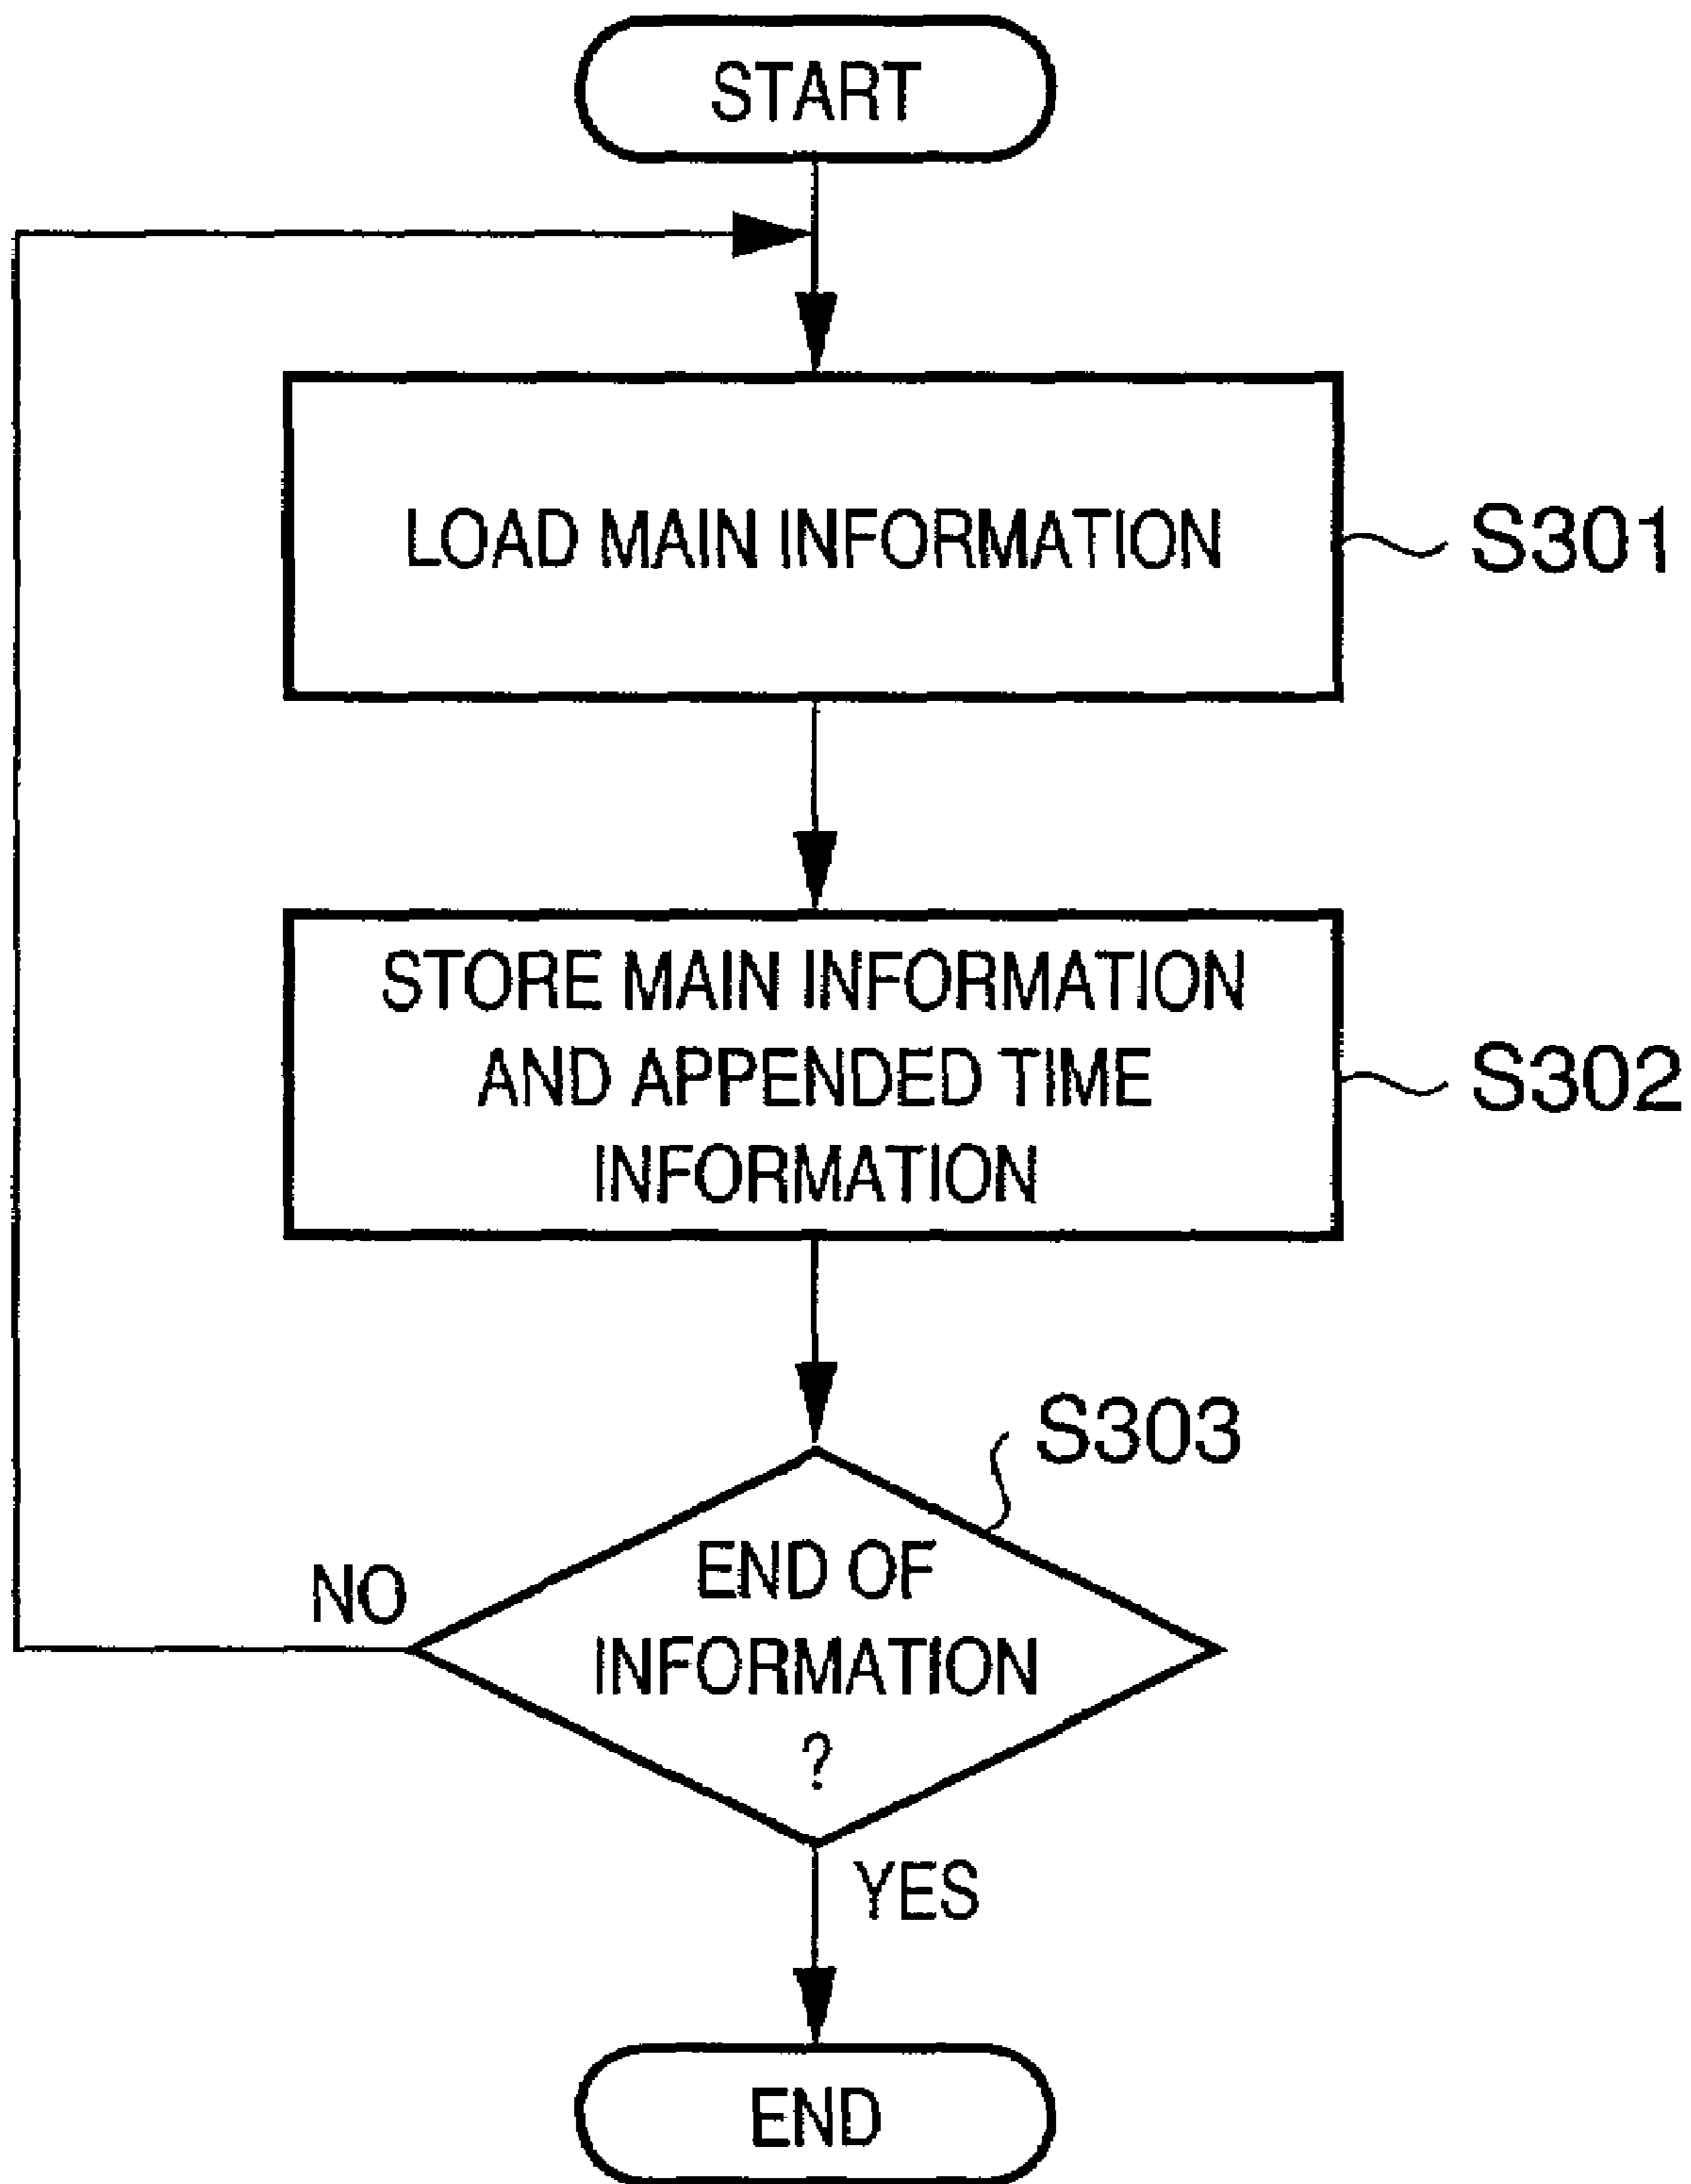 START
LOAD MAIN INFORMATION
S301
STORE MAIN INFORMATION
AND APPENDED TIME
INFORMATION
S302
S303
END OF
INFORMATION
?
NO
YES
END